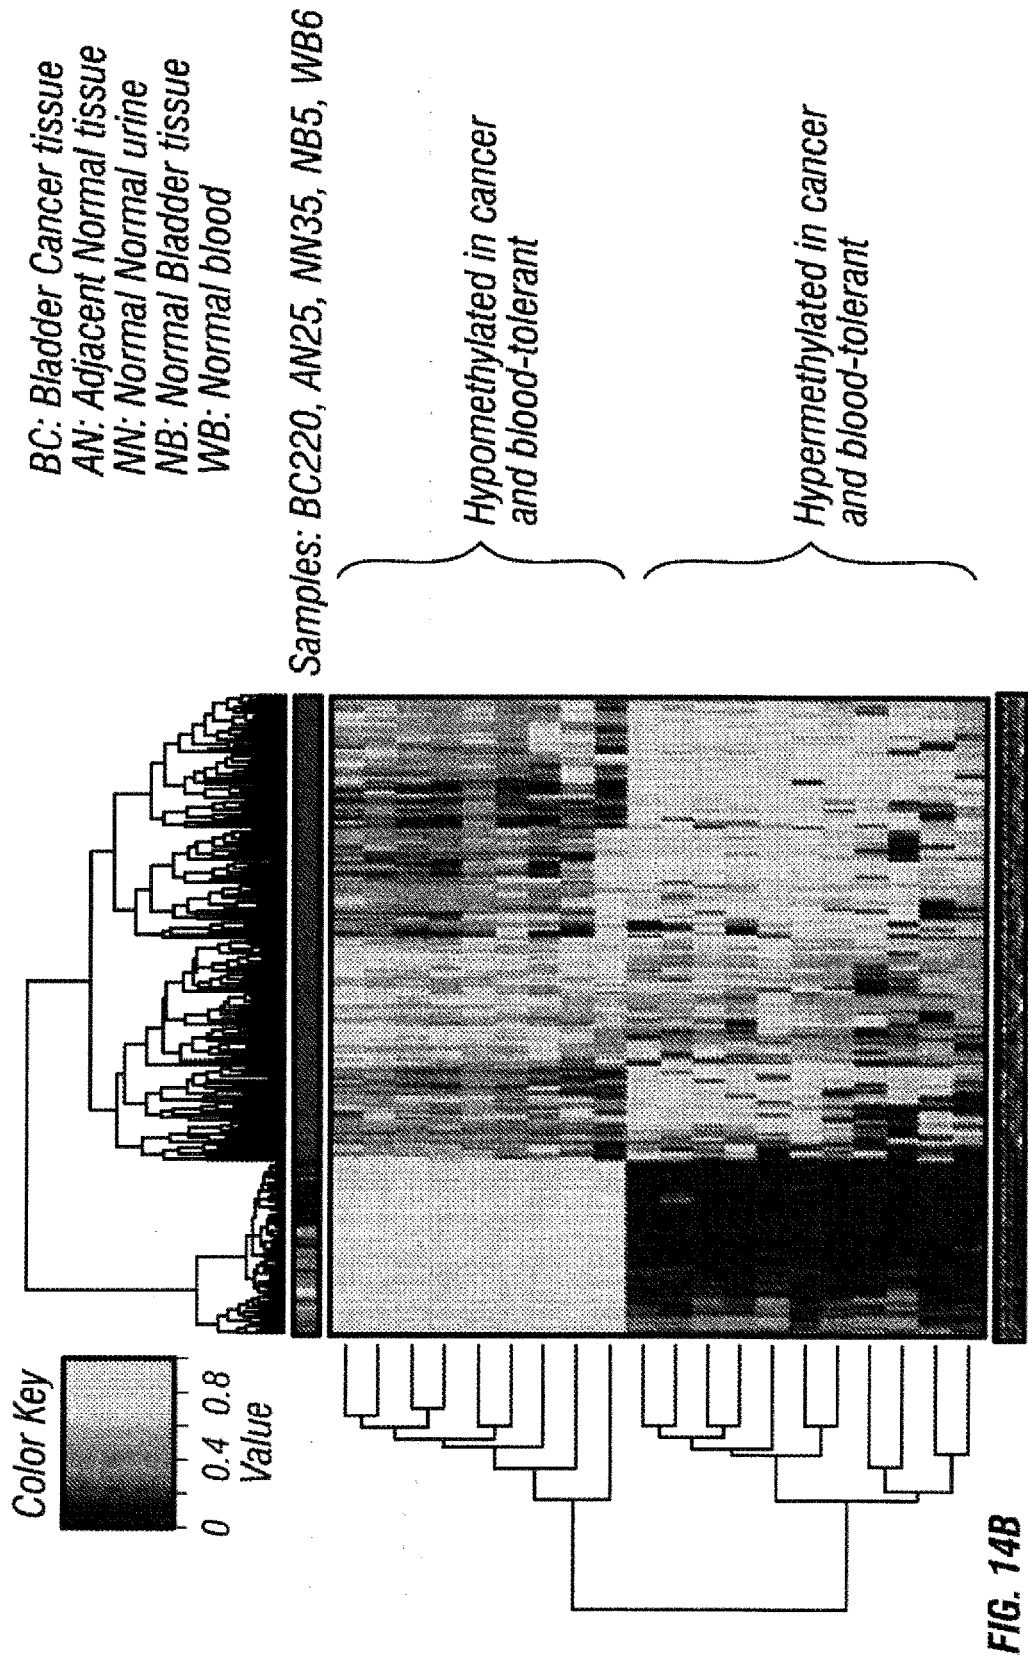 Color Key
0 0.4 0.8
Value
BC: Bladder Cancer tissue
AN: Adjacent Normal tissue
NN: Normal Normal urine
NB: Normal Bladder tissue
WB: Normal blood
Samples: BC220, AN25, NN35, NB5, WB6
Hypomethylated in cancer
and blood-tolerant
Hypermethylated in cancer
and blood-tolerant
FIG. 14B